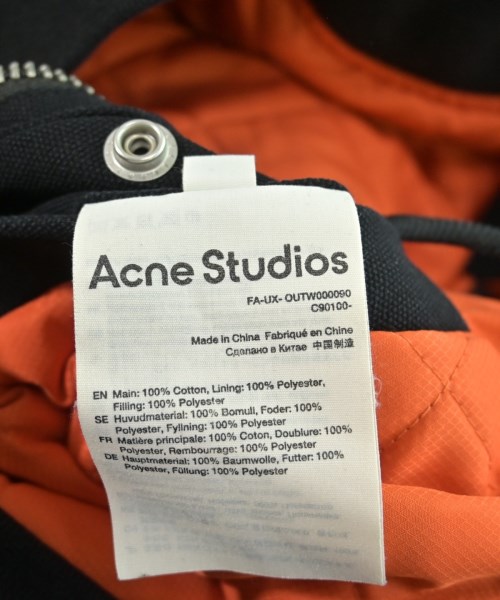 Acne Studios
FA-UX- OUTW000090
C90100-
Made in China Fabriqué en Chine
Сделано в Китае 中国制造
EN Main: 100% Cotton, Lining: 100% Polyester,
Filling: 100% Polyester
SE Huvudmaterial: 100% Bomull, Foder: 100%
Polyester, Fyllning: 100% Polyester
FR Matière principale: 100% Coton, Doublure: 100%
Polyester, Rembourrage: 100% Polyester
DE Hauptmaterial: 100% Baumwolle, Futter: 100%
Polyester, Füllung: 100% Polyester